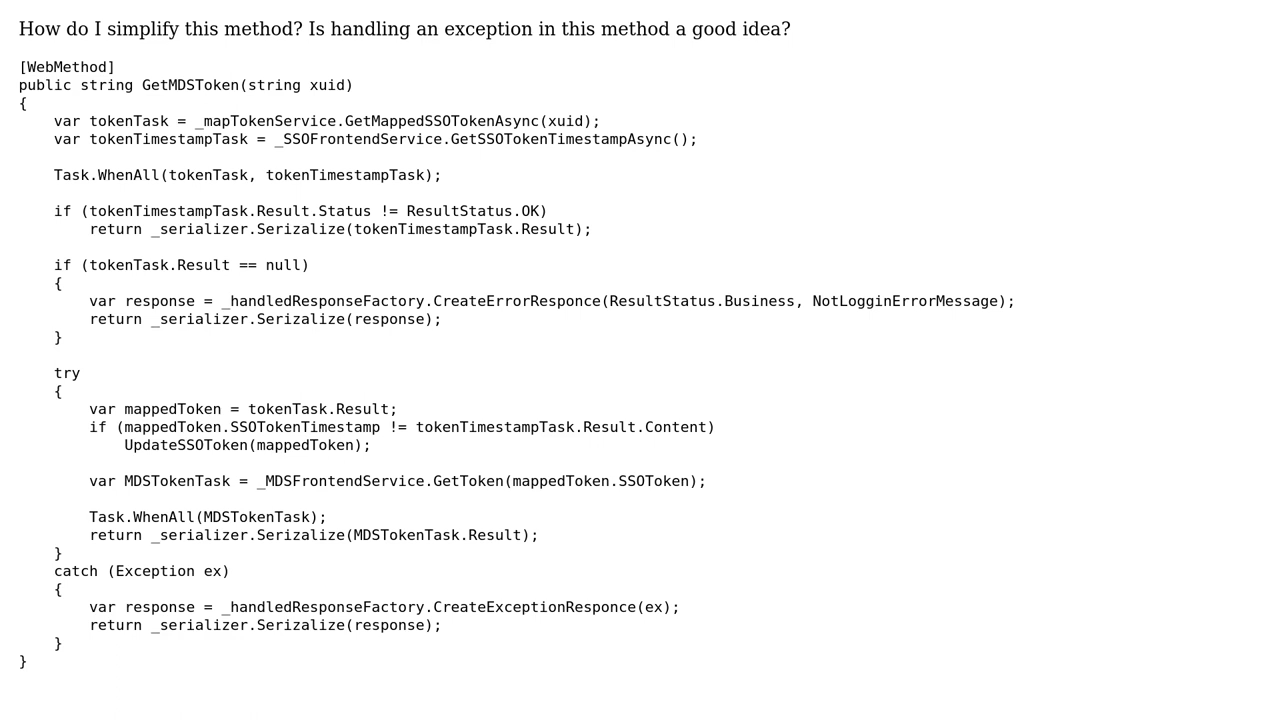 How do I simplify this method? Is handling an exception in this method a good idea?
[WebMethod]
public string GetMDSToken(string xuid)
{
    var tokenTask = _mapTokenService.GetMappedSSOTokenAsync(xuid);
    var tokenTimestampTask = _SSOFrontendService.GetSSOTokenTimestampAsync();

    Task.WhenAll(tokenTask, tokenTimestampTask);

    if (tokenTimestampTask.Result.Status != ResultStatus.OK)
        return _serializer.Serizalize(tokenTimestampTask.Result);

    if (tokenTask.Result == null)
    {
        var response = _handledResponseFactory.CreateErrorResponce(ResultStatus.Business, NotLogginErrorMessage);
        return _serializer.Serizalize(response);
    }

    try
    {
        var mappedToken = tokenTask.Result;
        if (mappedToken.SSOTokenTimestamp != tokenTimestampTask.Result.Content)
            UpdateSSOToken(mappedToken);

        var MDSTokenTask = _MDSFrontendService.GetToken(mappedToken.SSOToken);

        Task.WhenAll(MDSTokenTask);
        return _serializer.Serizalize(MDSTokenTask.Result);
    }
    catch (Exception ex)
    {
        var response = _handledResponseFactory.CreateExceptionResponce(ex);
        return _serializer.Serizalize(response);
    }
}